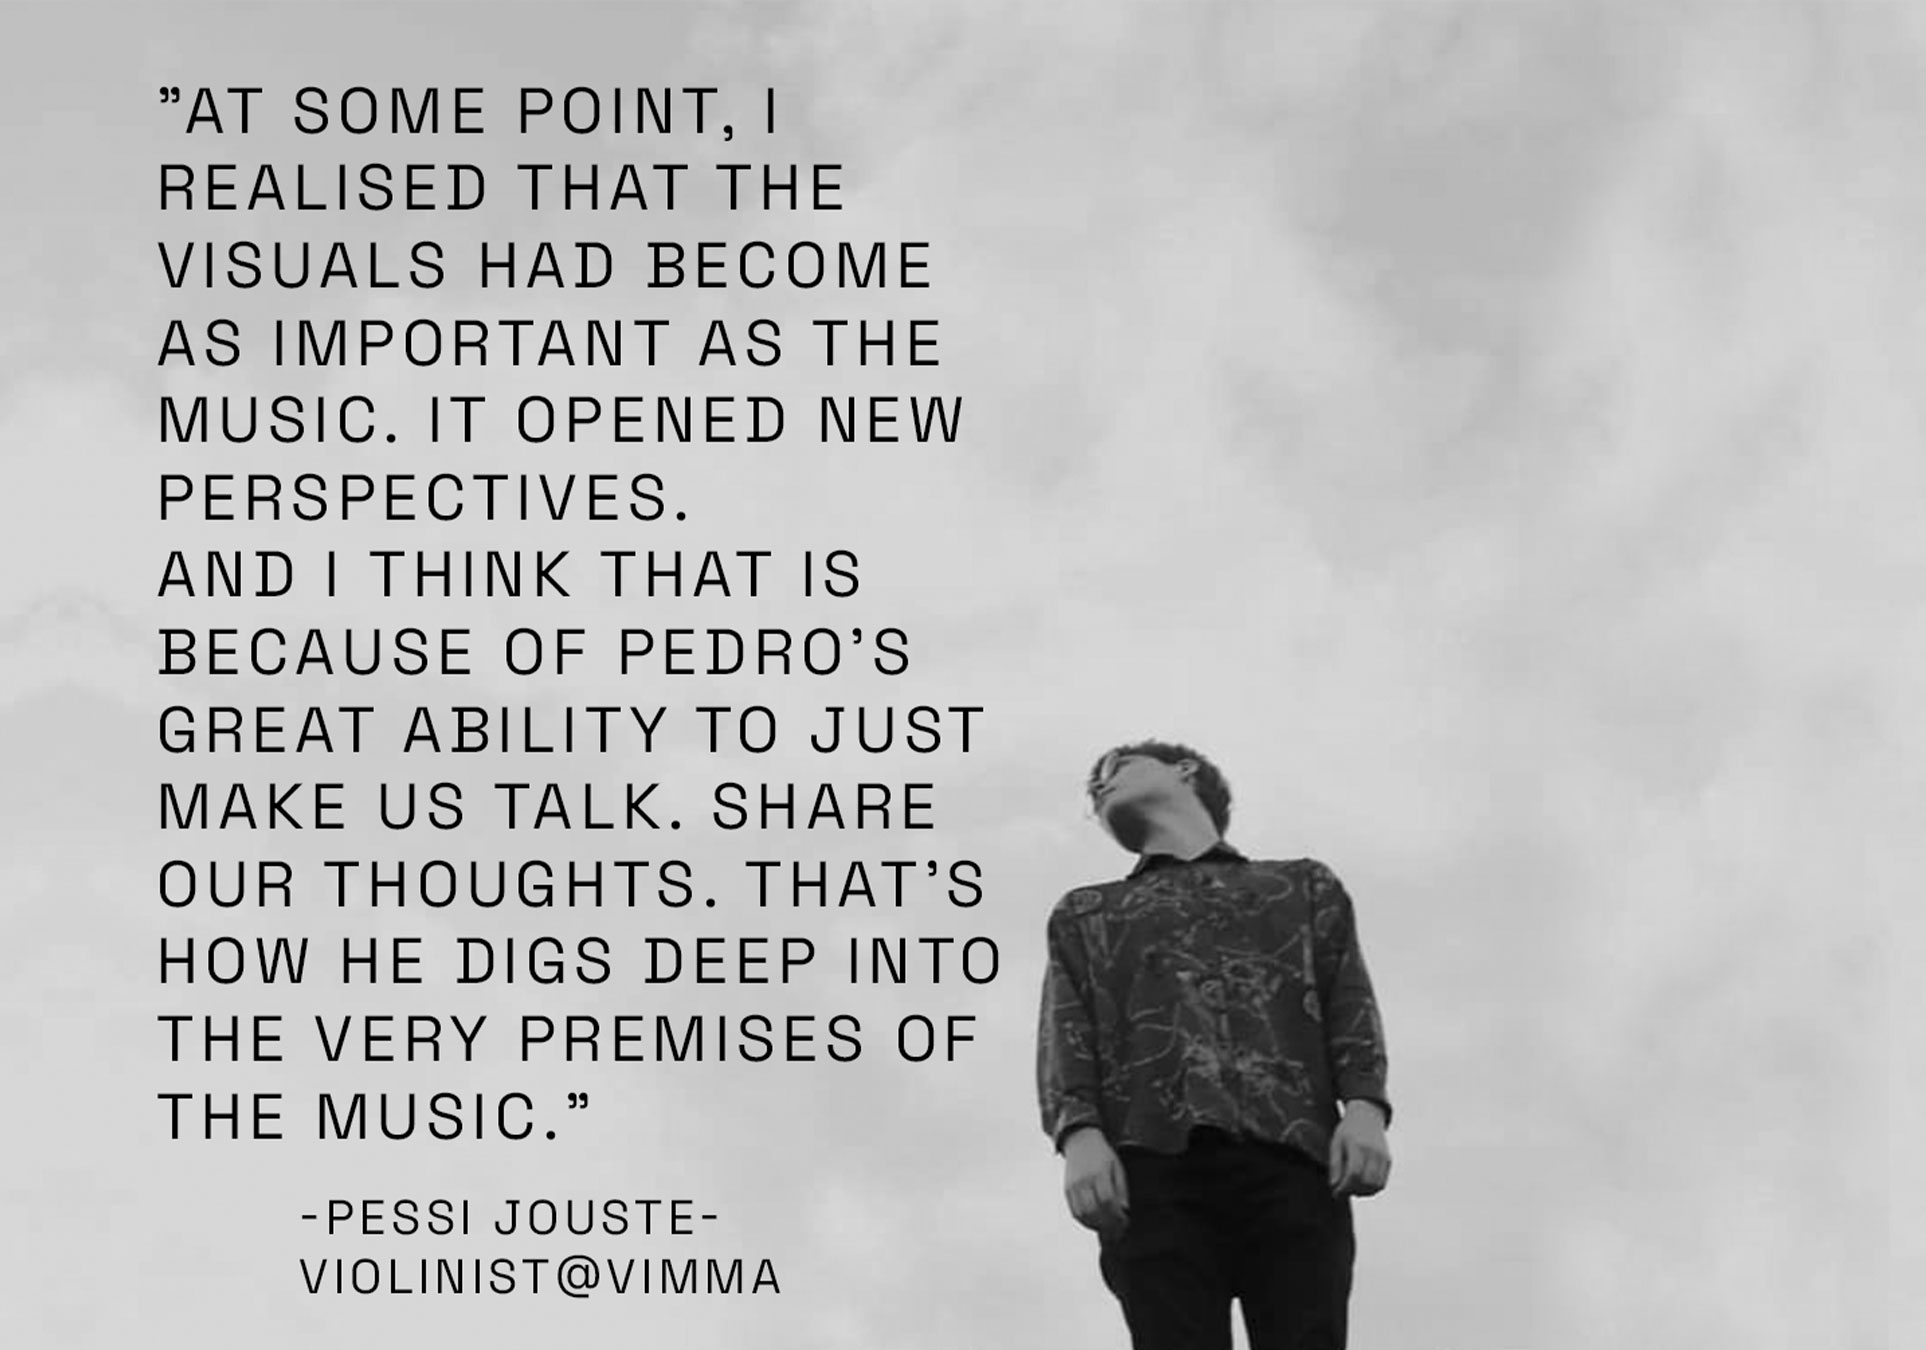 ”AT SOME POINT, I
REALISED THAT THE
VISUALS HAD BECOME
AS IMPORTANT AS THE
MUSIC. IT OPENED NEW
PERSPECTIVES.
AND I THINK THAT IS
BECAUSE OF PEDRO’S
GREAT ABILITY TO JUST
MAKE US TALK. SHARE
OUR THOUGHTS. THAT’S
HOW HE DIGS DEEP INTO
THE VERY PREMISES OF
THE MUSIC.”
-PESSI JOUSTE-
VIOLINIST@VIMMA